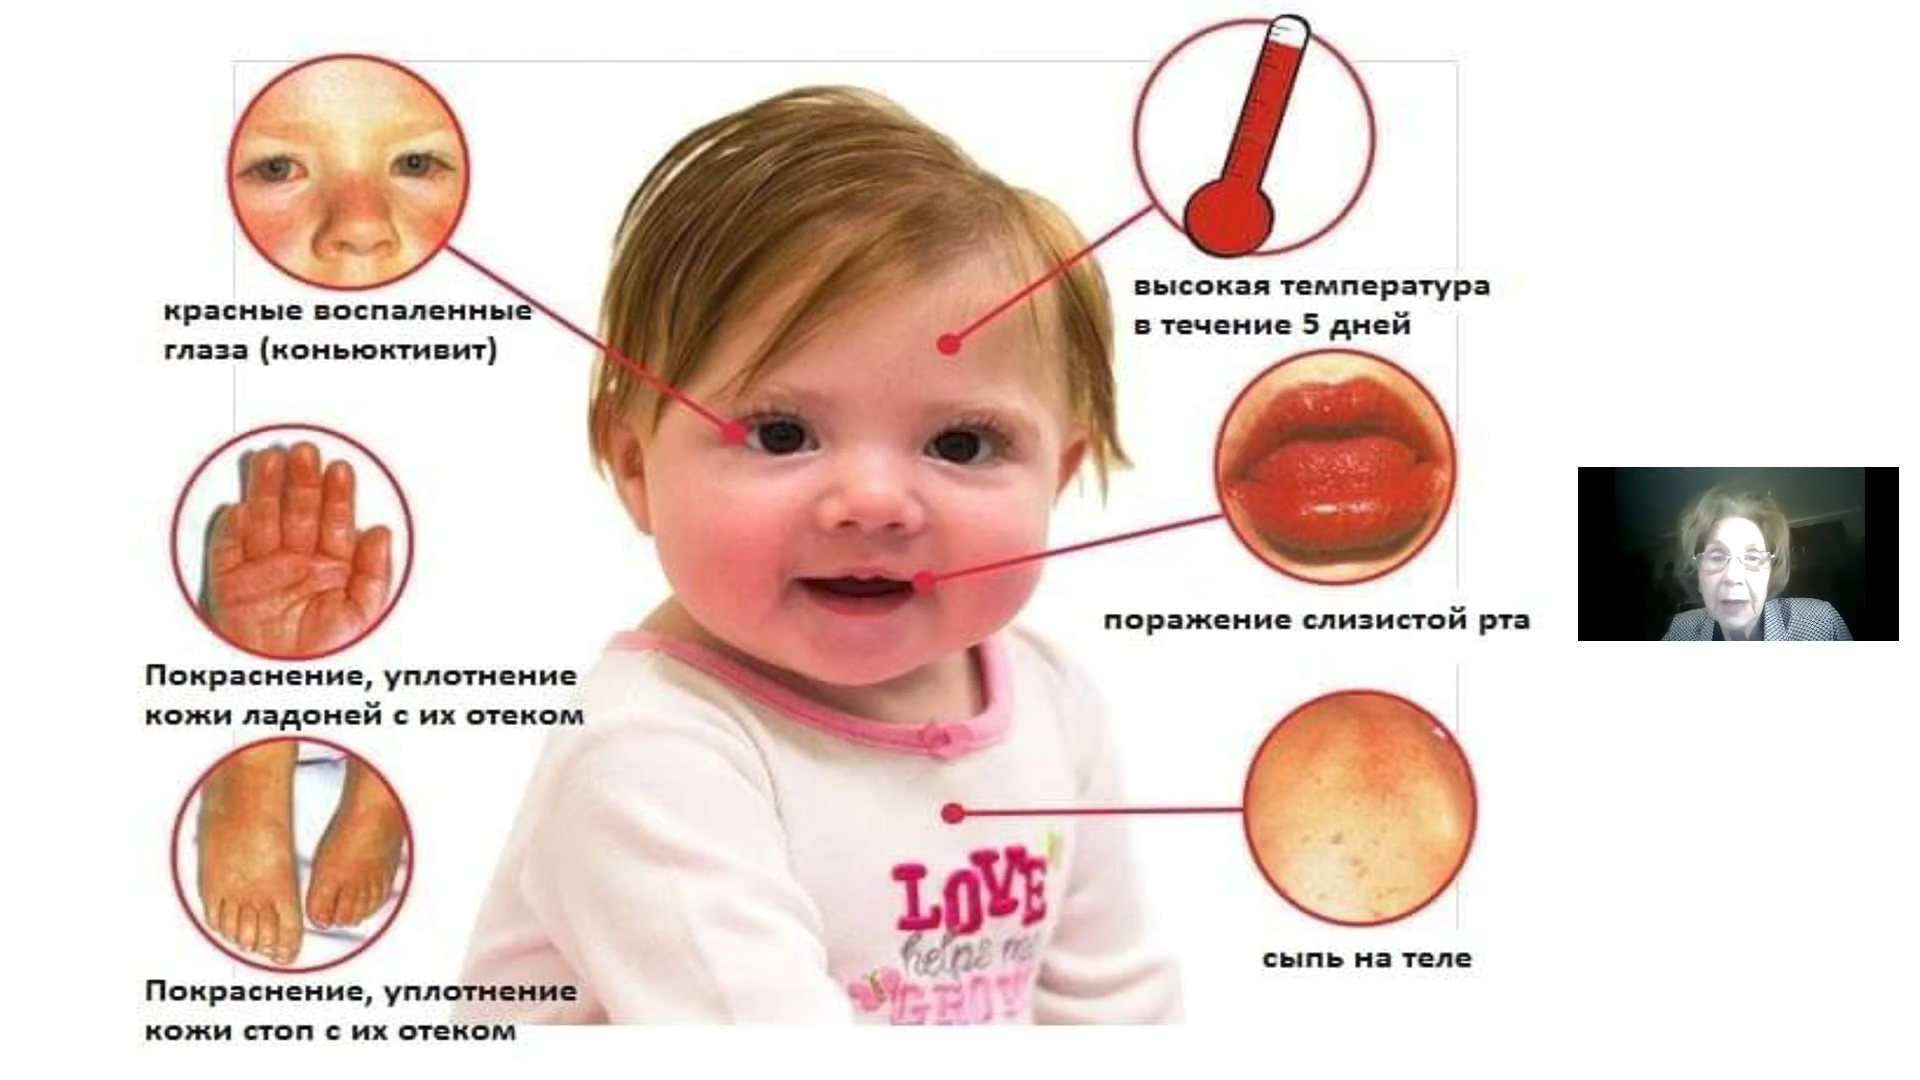 красные воспаленные
глаза (коньюктивит)
Покраснение, уплотнение
кожи ладоней с их отеком
Покраснение, уплотнение
кожи стоп с их отеком
высокая температура
в течение 5 дней
поражение слизистой рта
сыпь на теле
LOVE
helps me
GROW